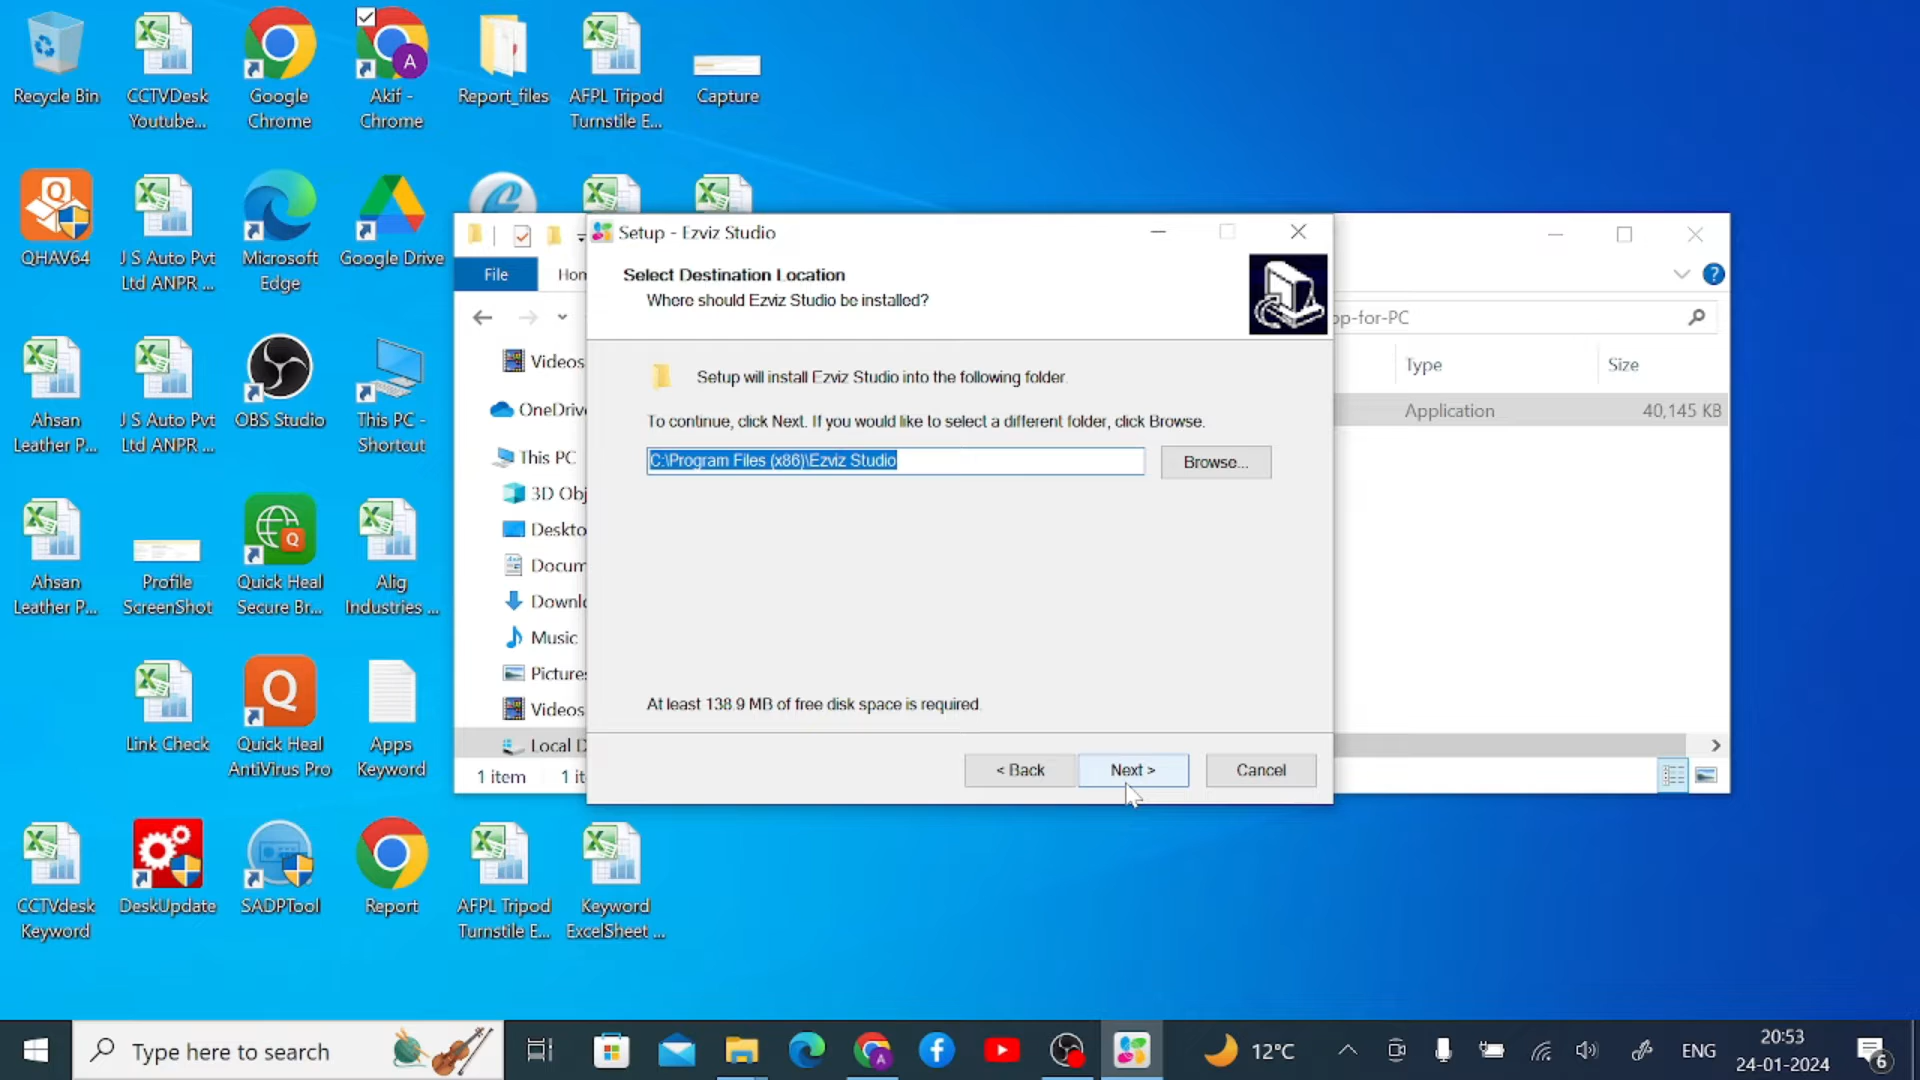 Recycle Bin
CCTVDesk
Youtube...
Google
Chrome
A
Akif -
Chrome
Report_files
AFPL Tripod
Turnstile E...
Capture
QHAV64
J S Auto Pvt
Ltd ANPR ...
Microsoft
Edge
Google Drive
Ahsan
Leather P...
J S Auto Pvt
Ltd ANPR ...
OBS Studio
This PC -
Shortcut
Ahsan
Leather P...
Profile
ScreenShot
Quick Heal
Secure Br...
Alig
Industries ...
Link Check
Quick Heal
AntiVirus Pro
Apps
Keyword
CCTVdesk
Keyword
DeskUpdate
SADPTool
Report
AFPL Tripod
Turnstile E...
Keyword
ExcelSheet ...
File
Hom
Videos
OneDrive
This PC
3D Obj
Deskto
Docum
Downlo
Music
Pictures
Videos
Local D
1 item
1 it
Setup - Ezviz Studio
Select Destination Location
Where should Ezviz Studio be installed?
Setup will install Ezviz Studio into the following folder.
To continue, click Next. If you would like to select a different folder, click Browse.
C:\Program Files (x86)\Ezviz Studio
Browse...
At least 138.9 MB of free disk space is required.
< Back
Next >
Cancel
op-for-PC
Type
Size
Application
40,145 KB
Type here to search
A
12°C
ENG
20:53
24-01-2024
6